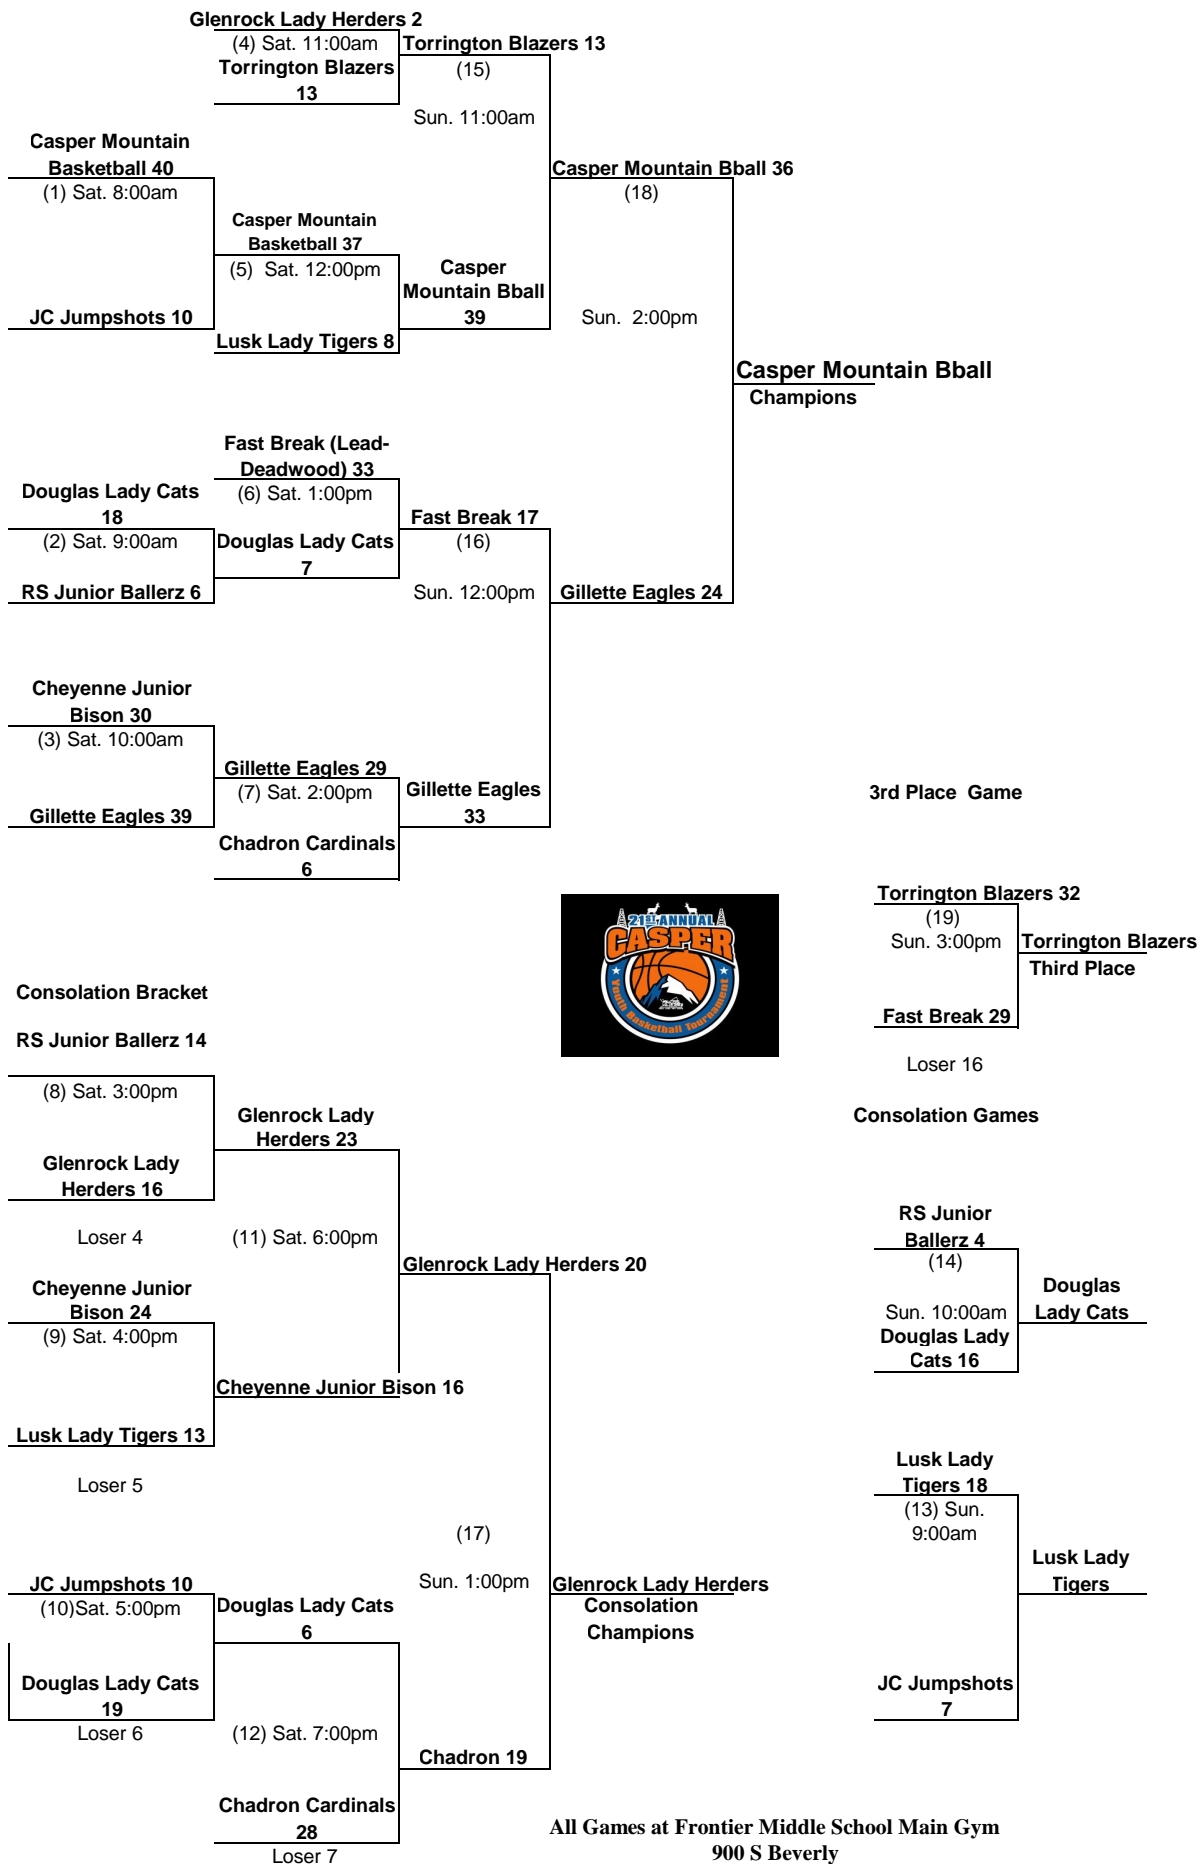 Glenrock Lady Herders 2
(4) Sat. 11:00am
Torrington Blazers
13
Torrington Blazers 13
(15)
Sun. 11:00am
Casper Mountain
Basketball 40
(1) Sat. 8:00am
JC Jumpshots 10
Casper Mountain
Basketball 37
(5)  Sat. 12:00pm
Lusk Lady Tigers 8
Casper
Mountain Bball
39
Casper Mountain Bball 36
(18)
Sun.  2:00pm
Casper Mountain Bball
Champions
Fast Break (Lead-
Deadwood) 33
(6) Sat. 1:00pm
Douglas Lady Cats
18
(2) Sat. 9:00am
RS Junior Ballerz 6
Douglas Lady Cats
7
Fast Break 17
(16)
Sun. 12:00pm
Gillette Eagles 24
Cheyenne Junior
Bison 30
(3) Sat. 10:00am
Gillette Eagles 39
Gillette Eagles 29
(7) Sat. 2:00pm
Chadron Cardinals
6
Gillette Eagles
33
3rd Place  Game
Torrington Blazers 32
(19)
Sun. 3:00pm
Torrington Blazers
Third Place
Fast Break 29
Loser 16
21ST ANNUAL
CASPER
Youth Basketball Tournament
Consolation Bracket
RS Junior Ballerz 14
(8) Sat. 3:00pm
Glenrock Lady
Herders 16
Loser 4
Glenrock Lady
Herders 23
(11) Sat. 6:00pm
Cheyenne Junior
Bison 24
(9) Sat. 4:00pm
Lusk Lady Tigers 13
Loser 5
Cheyenne Junior Bison 16
Glenrock Lady Herders 20
(17)
Sun. 1:00pm
Glenrock Lady Herders
Consolation
Champions
JC Jumpshots 10
(10)Sat. 5:00pm
Douglas Lady Cats
19
Loser 6
Douglas Lady Cats
6
(12) Sat. 7:00pm
Chadron Cardinals
28
Loser 7
Chadron 19
Consolation Games
RS Junior
Ballerz 4
(14)
Sun. 10:00am
Douglas Lady
Cats 16
Douglas
Lady Cats
Lusk Lady
Tigers 18
(13) Sun.
9:00am
JC Jumpshots
7
Lusk Lady
Tigers
All Games at Frontier Middle School Main Gym
900 S Beverly